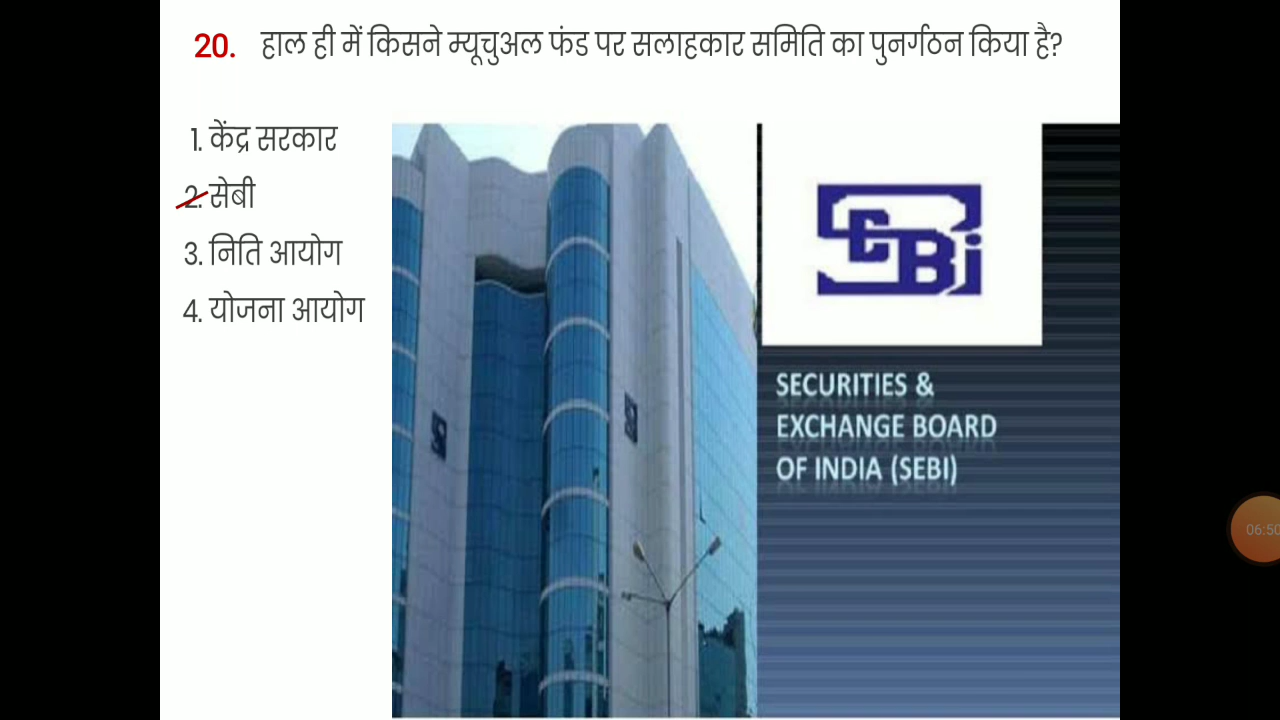 20. हाल ही में किसने म्यूचुअल फंड पर सलाहकार समिति का पुनर्गठन किया है?
1. केंद्र सरकार
2. सेबी
3. निति आयोग
4. योजना आयोग
SEBI
SECURITIES &
EXCHANGE BOARD
OF INDIA (SEBI)
06:50